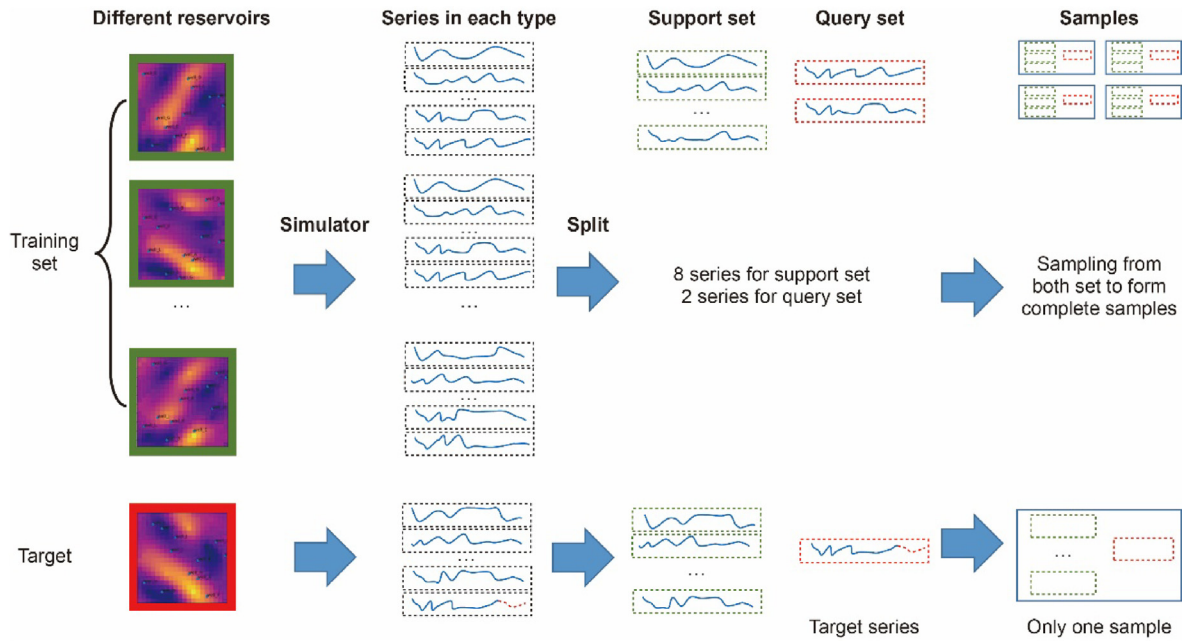 Different reservoirs
Series in each type
Support set
Query set
Samples
...
...
Training
set
Simulator
Split
...
8 series for support set
2 series for query set
Sampling from
both set to form
complete samples
...
...
...
Target
...
...
...
Target series
Only one sample